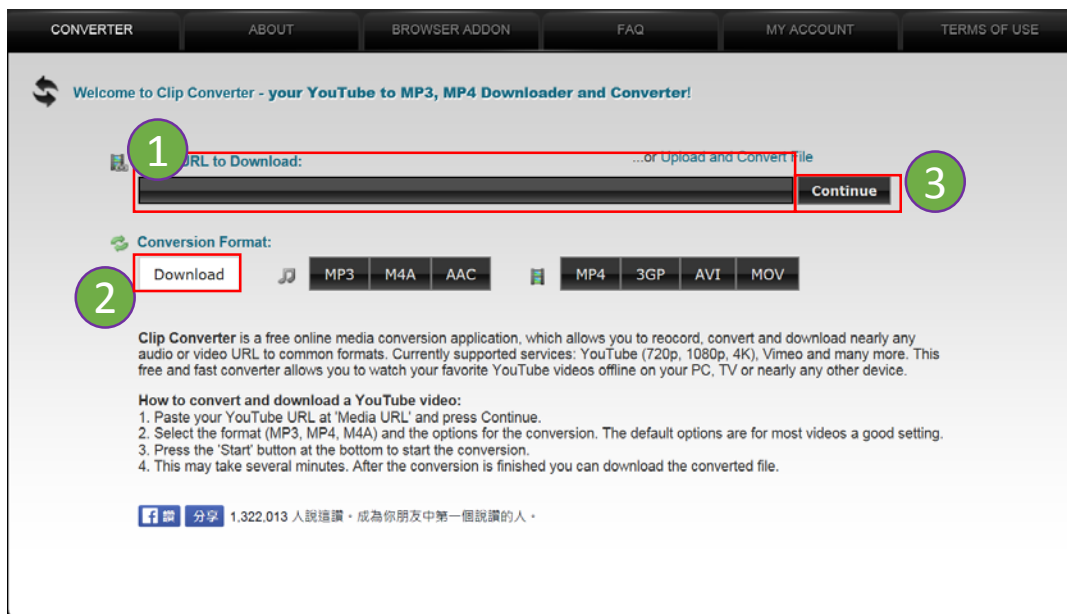 CONVERTER ABOUT BROWSER ADDON FAQ MY ACCOUNT TERMS OF USE
Welcome to Clip Converter - your YouTube to MP3, MP4 Downloader and Converter!
1 URL to Download: ...or Upload and Convert File
Continue 3
Conversion Format:
Download MP3 M4A AAC MP4 3GP AVI MOV
2
Clip Converter is a free online media conversion application, which allows you to reocord, convert and download nearly any
audio or video URL to common formats. Currently supported services: YouTube (720p, 1080p, 4K), Vimeo and many more. This
free and fast converter allows you to watch your favorite YouTube videos offline on your PC, TV or nearly any other device.
How to convert and download a YouTube video:
1. Paste your YouTube URL at 'Media URL' and press Continue.
2. Select the format (MP3, MP4, M4A) and the options for the conversion. The default options are for most videos a good setting.
3. Press the 'Start' button at the bottom to start the conversion.
4. This may take several minutes. After the conversion is finished you can download the converted file.
讚 分享 1,322,013 人說這讚。成為你朋友中第一個說讚的人。